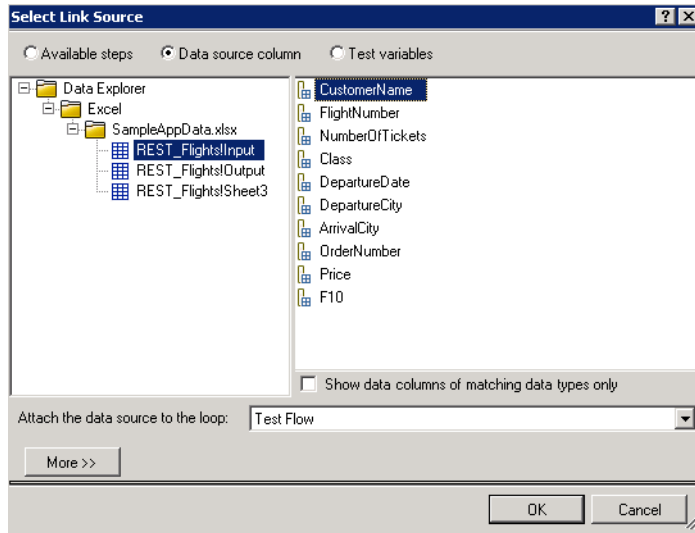 Select Link Source
Available steps Data source column Test variables
Data Explorer
Excel
SampleAppData.xlsx
REST_Flights!Input
REST_Flights!Output
REST_Flights!Sheet3
CustomerName
FlightNumber
NumberOfTickets
Class
DepartureDate
DepartureCity
ArrivalCity
OrderNumber
Price
F10
Show data columns of matching data types only
Attach the data source to the loop: Test Flow
More >>
OK Cancel